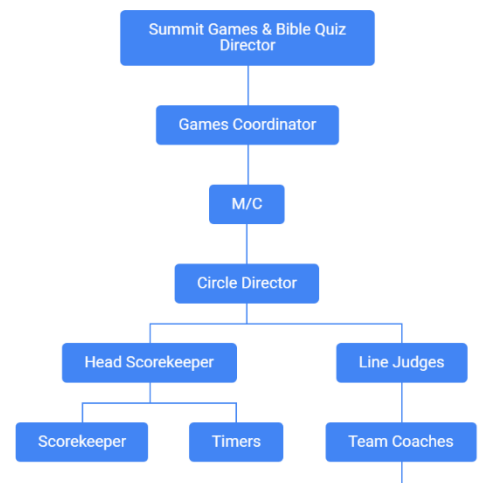 Summit Games & Bible Quiz
Director
Games Coordinator
M/C
Circle Director
Head Scorekeeper
Line Judges
Scorekeeper
Timers
Team Coaches